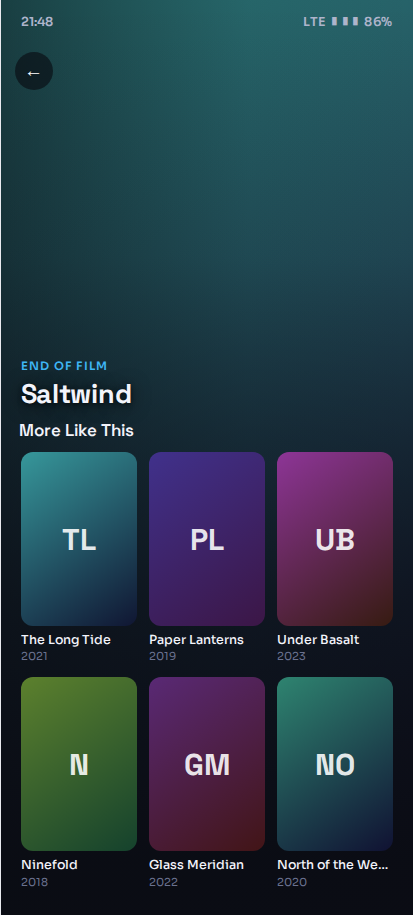 21:48 LTE 86%
←
END OF FILM
Saltwind
More Like This
TL PL UB
The Long Tide Paper Lanterns Under Basalt
2021 2019 2023
N GM NO
Ninefold Glass Meridian North of the We...
2018 2022 2020